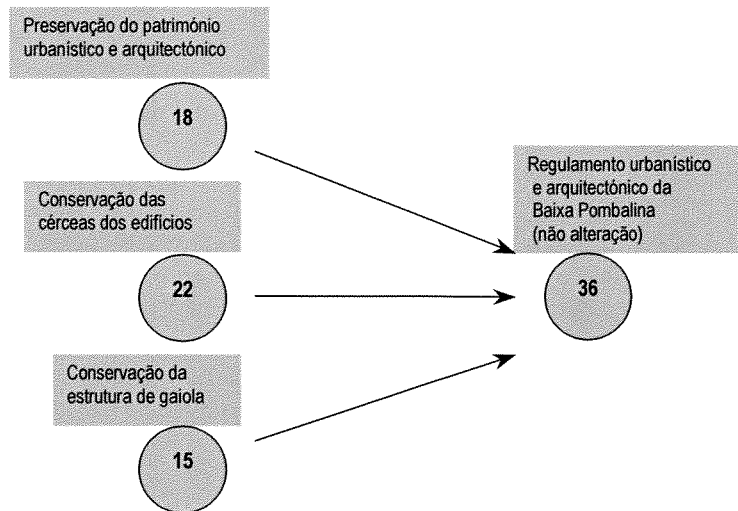 Preservação do património
urbanístico e arquitectónico
18
Conservação das
cérceas dos edifícios
22
Conservação da
estrutura de gaiola
15
Regulamento urbanístico
e arquitectónico da
Baixa Pombalina
(não alteração)
36